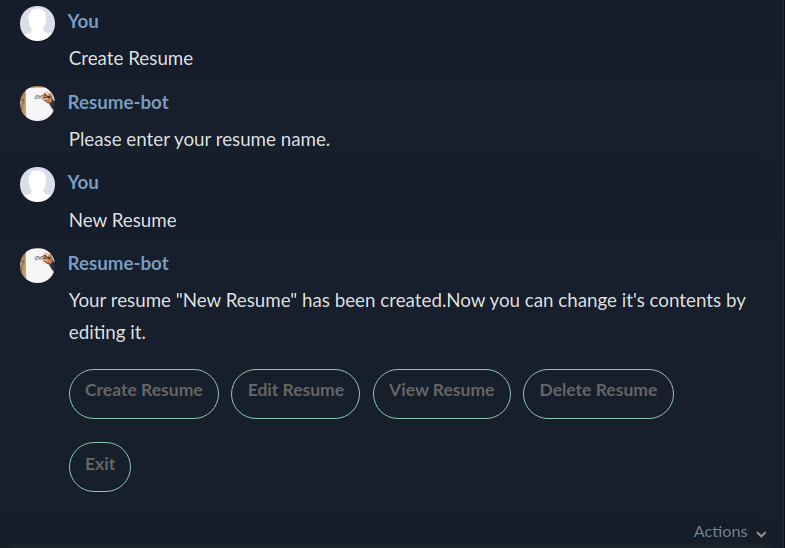 You
Create Resume
Resume-bot
Please enter your resume name.
You
New Resume
Resume-bot
Your resume "New Resume" has been created.Now you can change it's contents by
editing it.
Create Resume Edit Resume View Resume Delete Resume
Exit
Actions